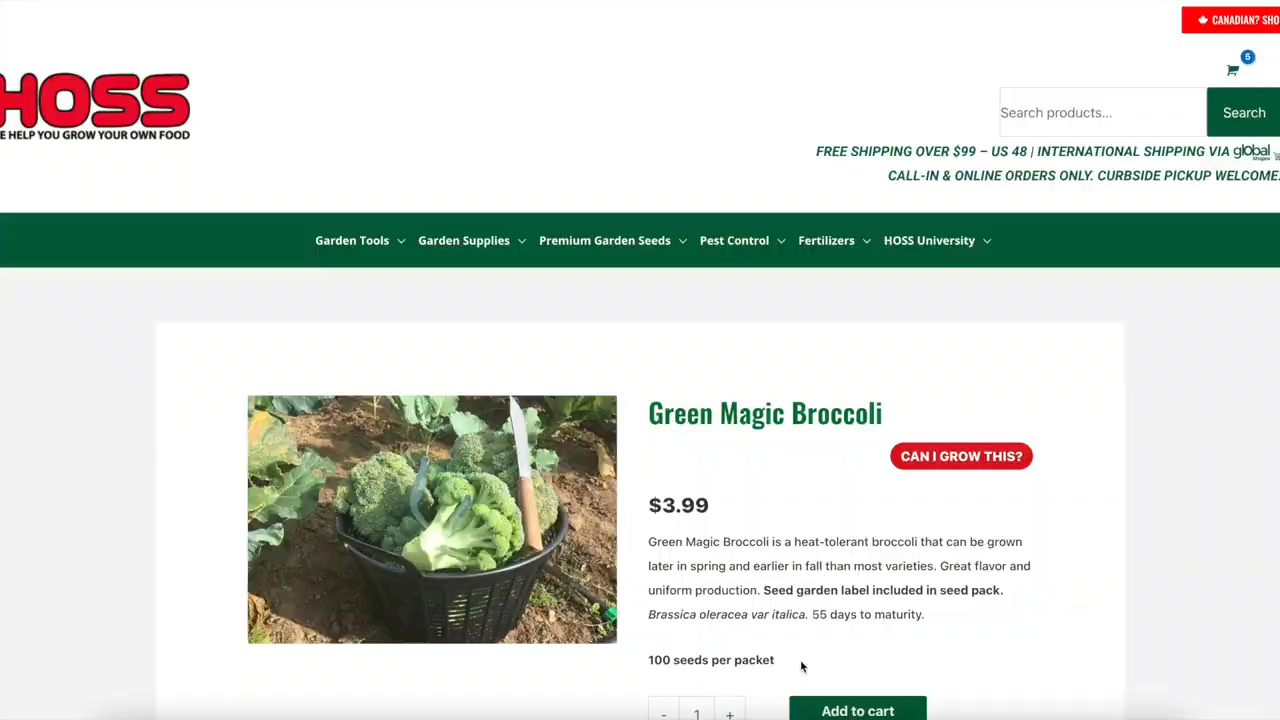 CANADIAN? SHO
5
HOSS
E HELP YOU GROW YOUR OWN FOOD
Search products...
Search
FREE SHIPPING OVER $99 – US 48 | INTERNATIONAL SHIPPING VIA global
CALL-IN & ONLINE ORDERS ONLY. CURBSIDE PICKUP WELCOME.
Garden Tools Garden Supplies Premium Garden Seeds Pest Control Fertilizers HOSS University
Green Magic Broccoli
CAN I GROW THIS?
$3.99
Green Magic Broccoli is a heat-tolerant broccoli that can be grown
later in spring and earlier in fall than most varieties. Great flavor and
uniform production. Seed garden label included in seed pack.
Brassica oleracea var italica. 55 days to maturity.
100 seeds per packet
- 1 +
Add to cart